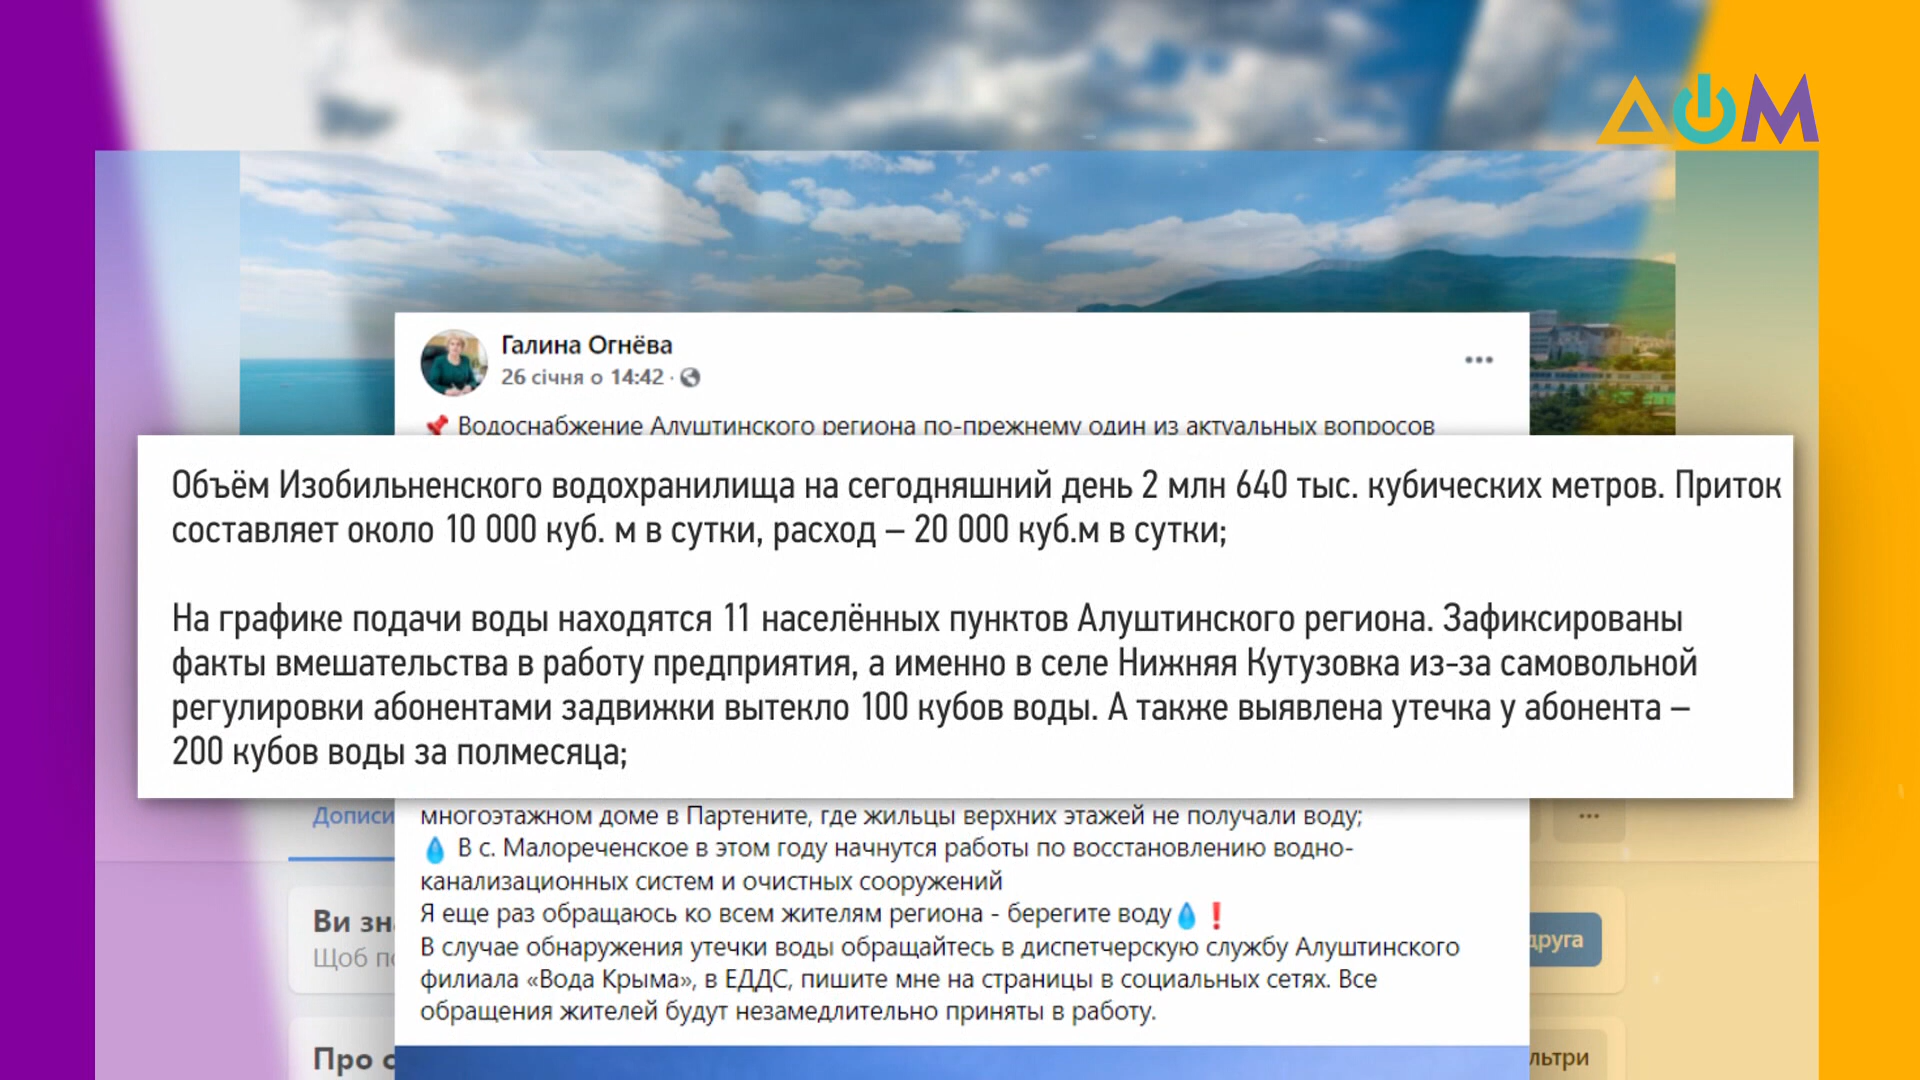 ДОМ
Галина Огнёва
26 січня о 14:42 ·
Водоснабжение Алуштинского региона по-прежнему один из актуальных вопросов
Объём Изобильненского водохранилища на сегодняшний день 2 млн 640 тыс. кубических метров. Приток
составляет около 10 000 куб. м в сутки, расход – 20 000 куб.м в сутки;
На графике подачи воды находятся 11 населённых пунктов Алуштинского региона. Зафиксированы
факты вмешательства в работу предприятия, а именно в селе Нижняя Кутузовка из-за самовольной
регулировки абонентами задвижки вытекло 100 кубов воды. А также выявлена утечка у абонента –
200 кубов воды за полмесяца;
Дописи
многоэтажном доме в Партените, где жильцы верхних этажей не получали воду;
💧 В с. Малореченское в этом году начнутся работы по восстановлению водно-
канализационных систем и очистных сооружений
Я еще раз обращаюсь ко всем жителям региона - берегите воду💧❗
В случае обнаружения утечки воды обращайтесь в диспетчерскую службу Алуштинского
филиала «Вода Крыма», в ЕДДС, пишите мне на страницы в социальных сетях. Все
обращения жителей будут незамедлительно приняты в работу.
Ви зн
Щоб
друга
Про
льтри